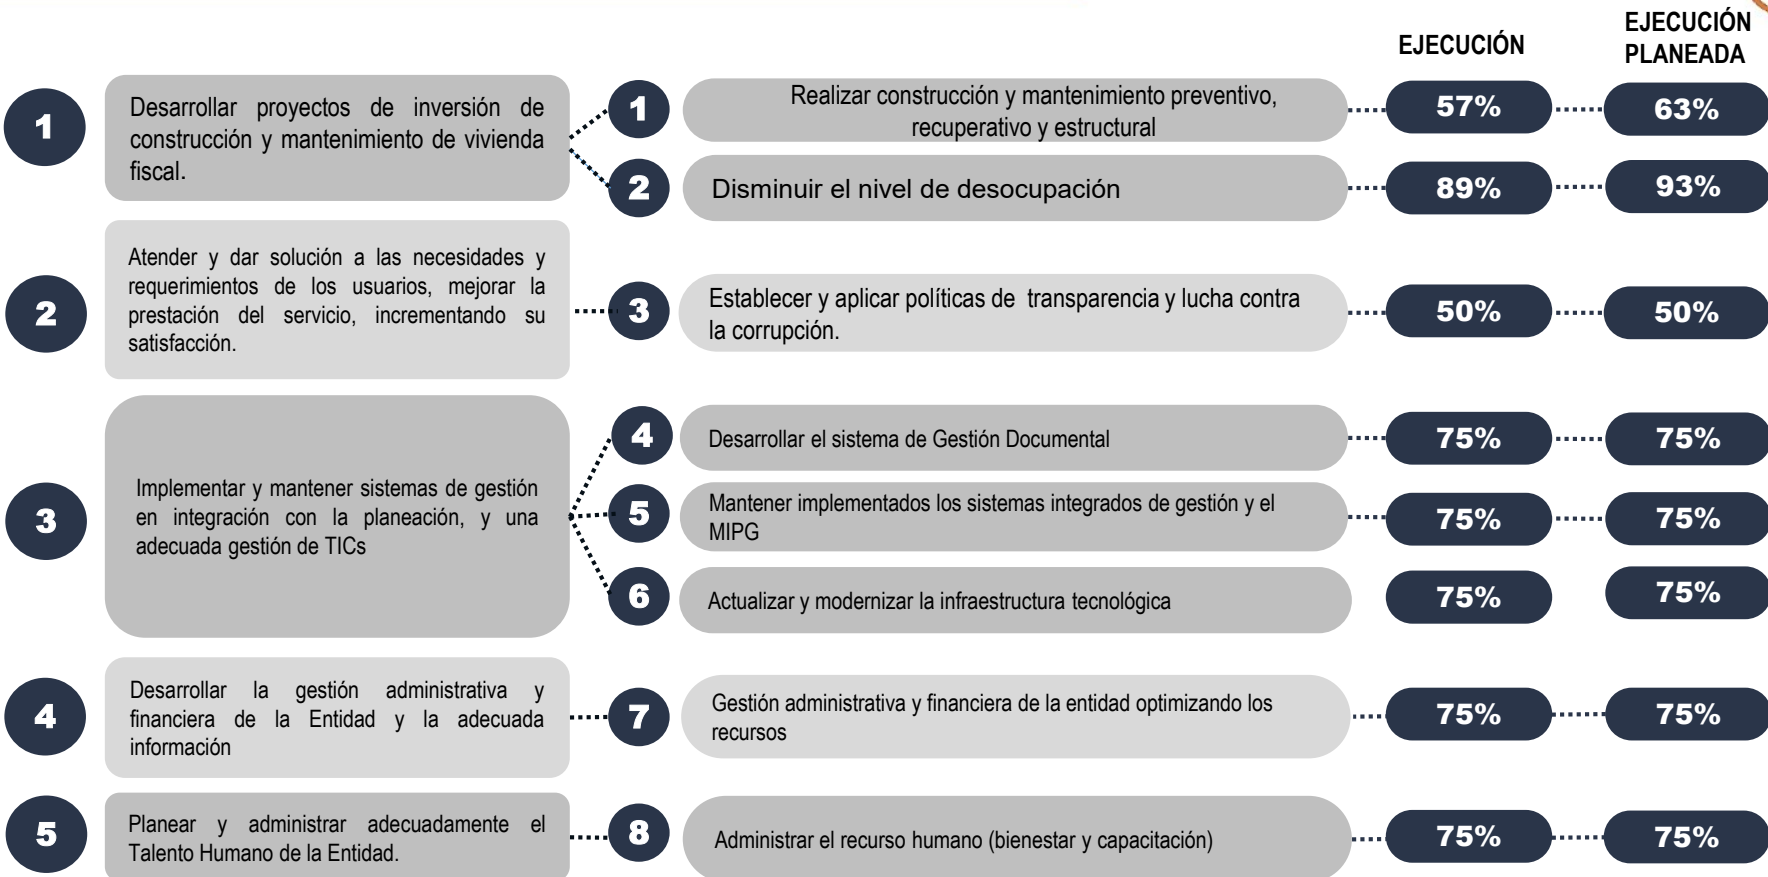 EJECUCIÓN
EJECUCIÓN
PLANEADA
1
Desarrollar proyectos de inversión de
construcción y mantenimiento de vivienda
fiscal.
1
Realizar construcción y mantenimiento preventivo,
recuperativo y estructural
57%
63%
2
Disminuir el nivel de desocupación
89%
93%
2
Atender y dar solución a las necesidades y
requerimientos de los usuarios, mejorar la
prestación del servicio, incrementando su
satisfacción.
3
Establecer y aplicar políticas de transparencia y lucha contra
la corrupción.
50%
50%
3
Implementar y mantener sistemas de gestión
en integración con la planeación, y una
adecuada gestión de TICs
4
Desarrollar el sistema de Gestión Documental
75%
75%
5
Mantener implementados los sistemas integrados de gestión y el
MIPG
75%
75%
6
Actualizar y modernizar la infraestructura tecnológica
75%
75%
4
Desarrollar la gestión administrativa y
financiera de la Entidad y la adecuada
información
7
Gestión administrativa y financiera de la entidad optimizando los
recursos
75%
75%
5
Planear y administrar adecuadamente el
Talento Humano de la Entidad.
8
Administrar el recurso humano (bienestar y capacitación)
75%
75%